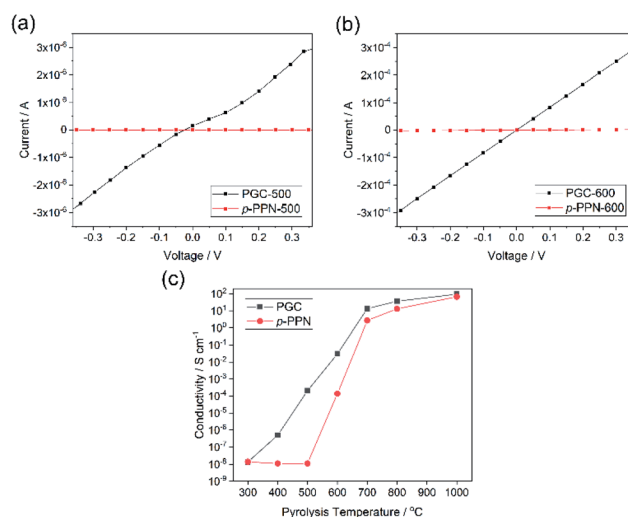 (a)
3x10⁻⁶
2x10⁻⁶
1x10⁻⁶
0
-1x10⁻⁶
-2x10⁻⁶
-3x10⁻⁶
Current / A
PGC-500
p-PPN-500
-0.3 -0.2 -0.1 0.0 0.1 0.2 0.3
Voltage / V
(b)
3x10⁻⁴
2x10⁻⁴
1x10⁻⁴
0
-1x10⁻⁴
-2x10⁻⁴
-3x10⁻⁴
Current / A
PGC-600
p-PPN-600
-0.3 -0.2 -0.1 0.0 0.1 0.2 0.3
Voltage / V
(c)
10²
10¹
10⁰
10⁻¹
10⁻²
10⁻³
10⁻⁴
10⁻⁵
10⁻⁶
10⁻⁷
10⁻⁸
10⁻⁹
Conductivity / S cm⁻¹
PGC
p-PPN
300 400 500 600 700 800 900 1000
Pyrolysis Temperature / °C